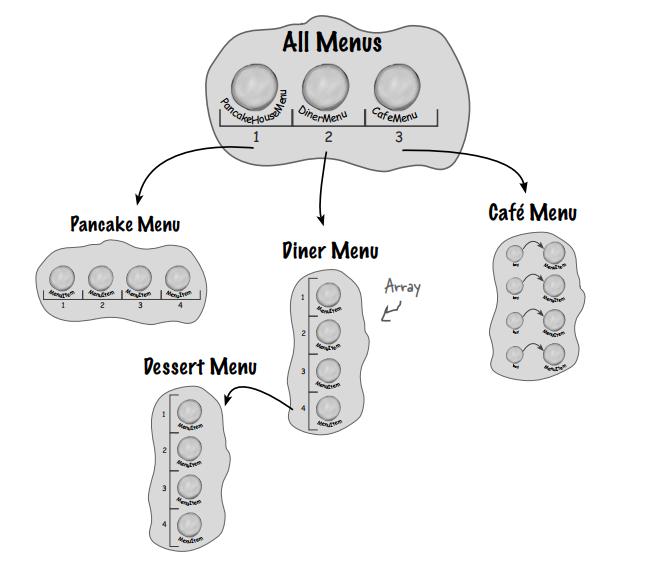 All Menus
PancakeHouseMenu
DinerMenu
CafeMenu
1 2 3
Pancake Menu
MenuItem MenuItem MenuItem MenuItem
1 2 3 4
Diner Menu
Array
1
MenuItem
2
MenuItem
3
MenuItem
4
MenuItem
Café Menu
key MenuItem
key MenuItem
key MenuItem
key MenuItem
Dessert Menu
1
MenuItem
2
MenuItem
3
MenuItem
4
MenuItem